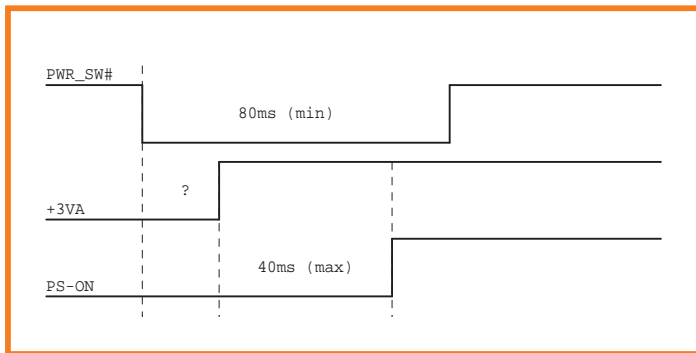 PWR_SW#
80ms (min)
?
+3VA
40ms (max)
PS-ON